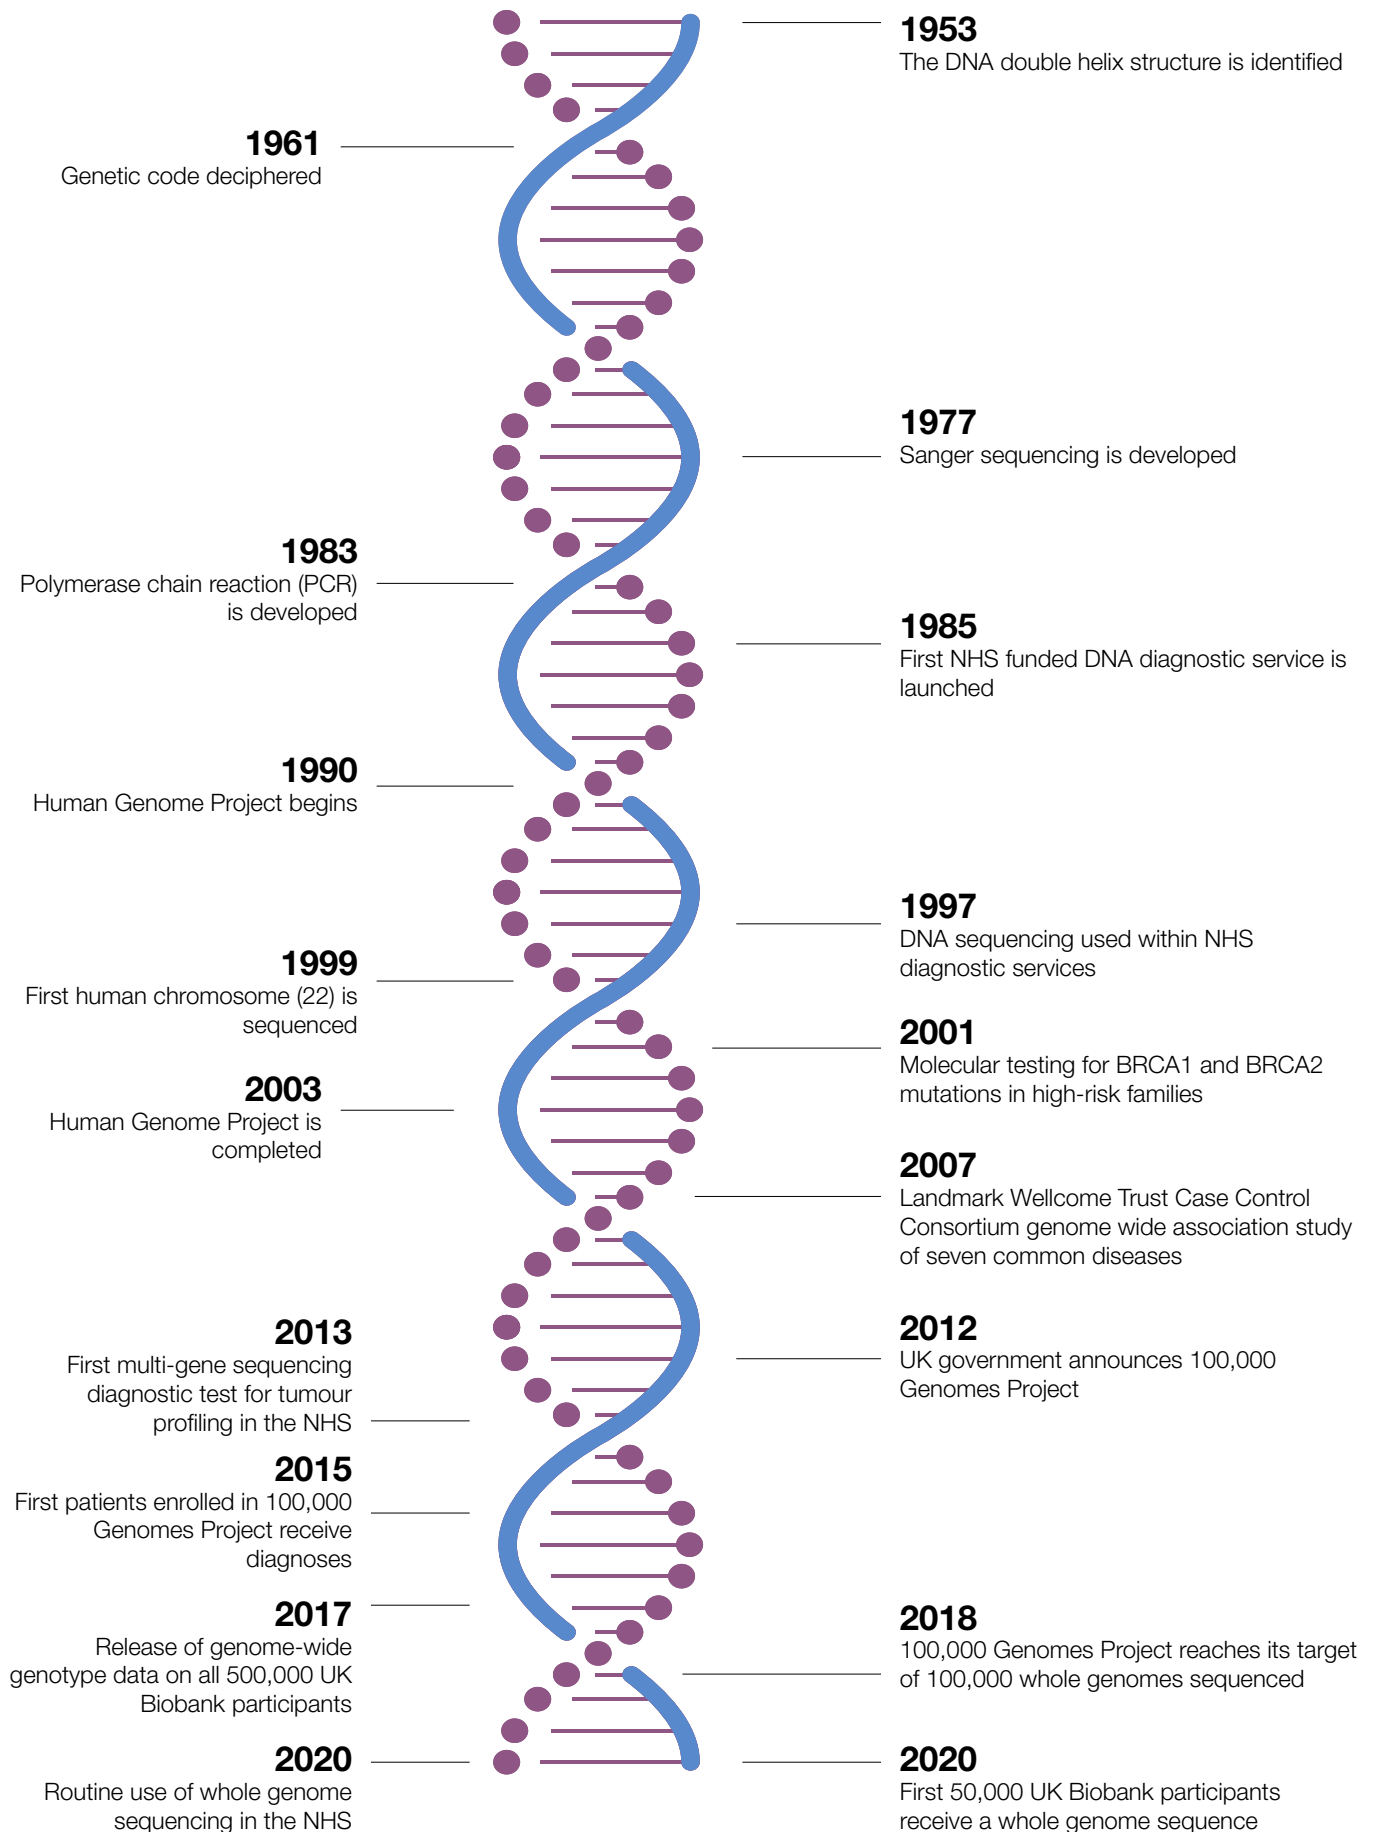 1953
The DNA double helix structure is identified
1961
Genetic code deciphered
1977
Sanger sequencing is developed
1983
Polymerase chain reaction (PCR)
is developed
1985
First NHS funded DNA diagnostic service is
launched
1990
Human Genome Project begins
1997
DNA sequencing used within NHS
diagnostic services
1999
First human chromosome (22) is
sequenced
2001
Molecular testing for BRCA1 and BRCA2
mutations in high-risk families
2003
Human Genome Project is
completed
2007
Landmark Wellcome Trust Case Control
Consortium genome wide association study
of seven common diseases
2012
UK government announces 100,000
Genomes Project
2013
First multi-gene sequencing
diagnostic test for tumour
profiling in the NHS
2015
First patients enrolled in 100,000
Genomes Project receive
diagnoses
2017
Release of genome-wide
genotype data on all 500,000 UK
Biobank participants
2018
100,000 Genomes Project reaches its target
of 100,000 whole genomes sequenced
2020
Routine use of whole genome
sequencing in the NHS
2020
First 50,000 UK Biobank participants
receive a whole genome sequence